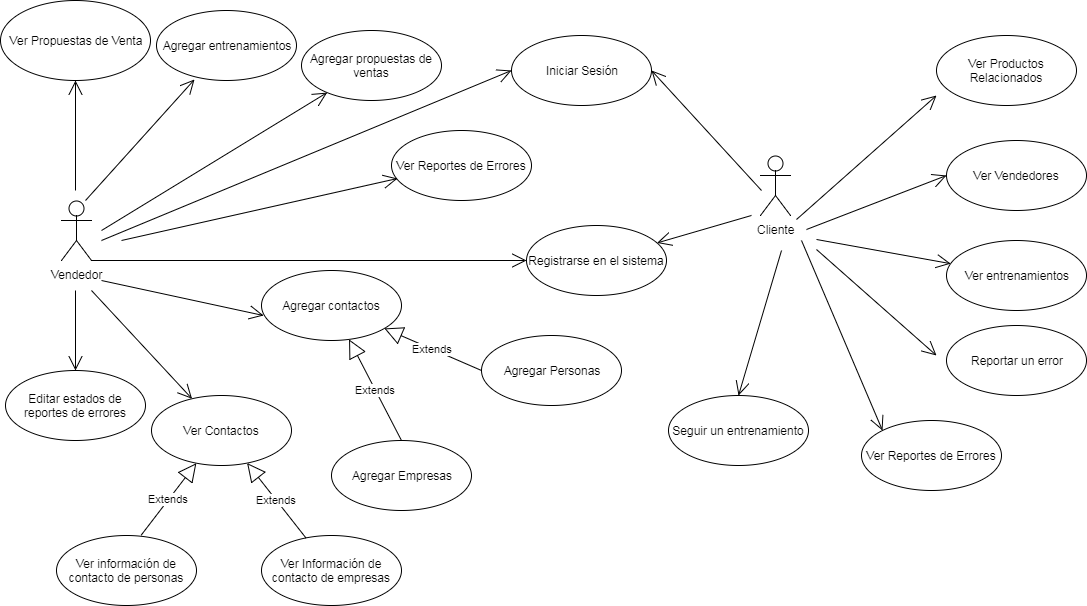 Ver Propuestas de Venta
Agregar entrenamientos
Agregar propuestas de
ventas
Iniciar Sesión
Ver Productos
Relacionados
Ver Reportes de Errores
Ver Vendedores
Cliente
Vendedor
Registrarse en el sistema
Ver entrenamientos
Agregar contactos
Extends
Agregar Personas
Reportar un error
Extends
Editar estados de
reportes de errores
Ver Contactos
Seguir un entrenamiento
Ver Reportes de Errores
Agregar Empresas
Extends
Extends
Ver información de
contacto de personas
Ver Información de
contacto de empresas